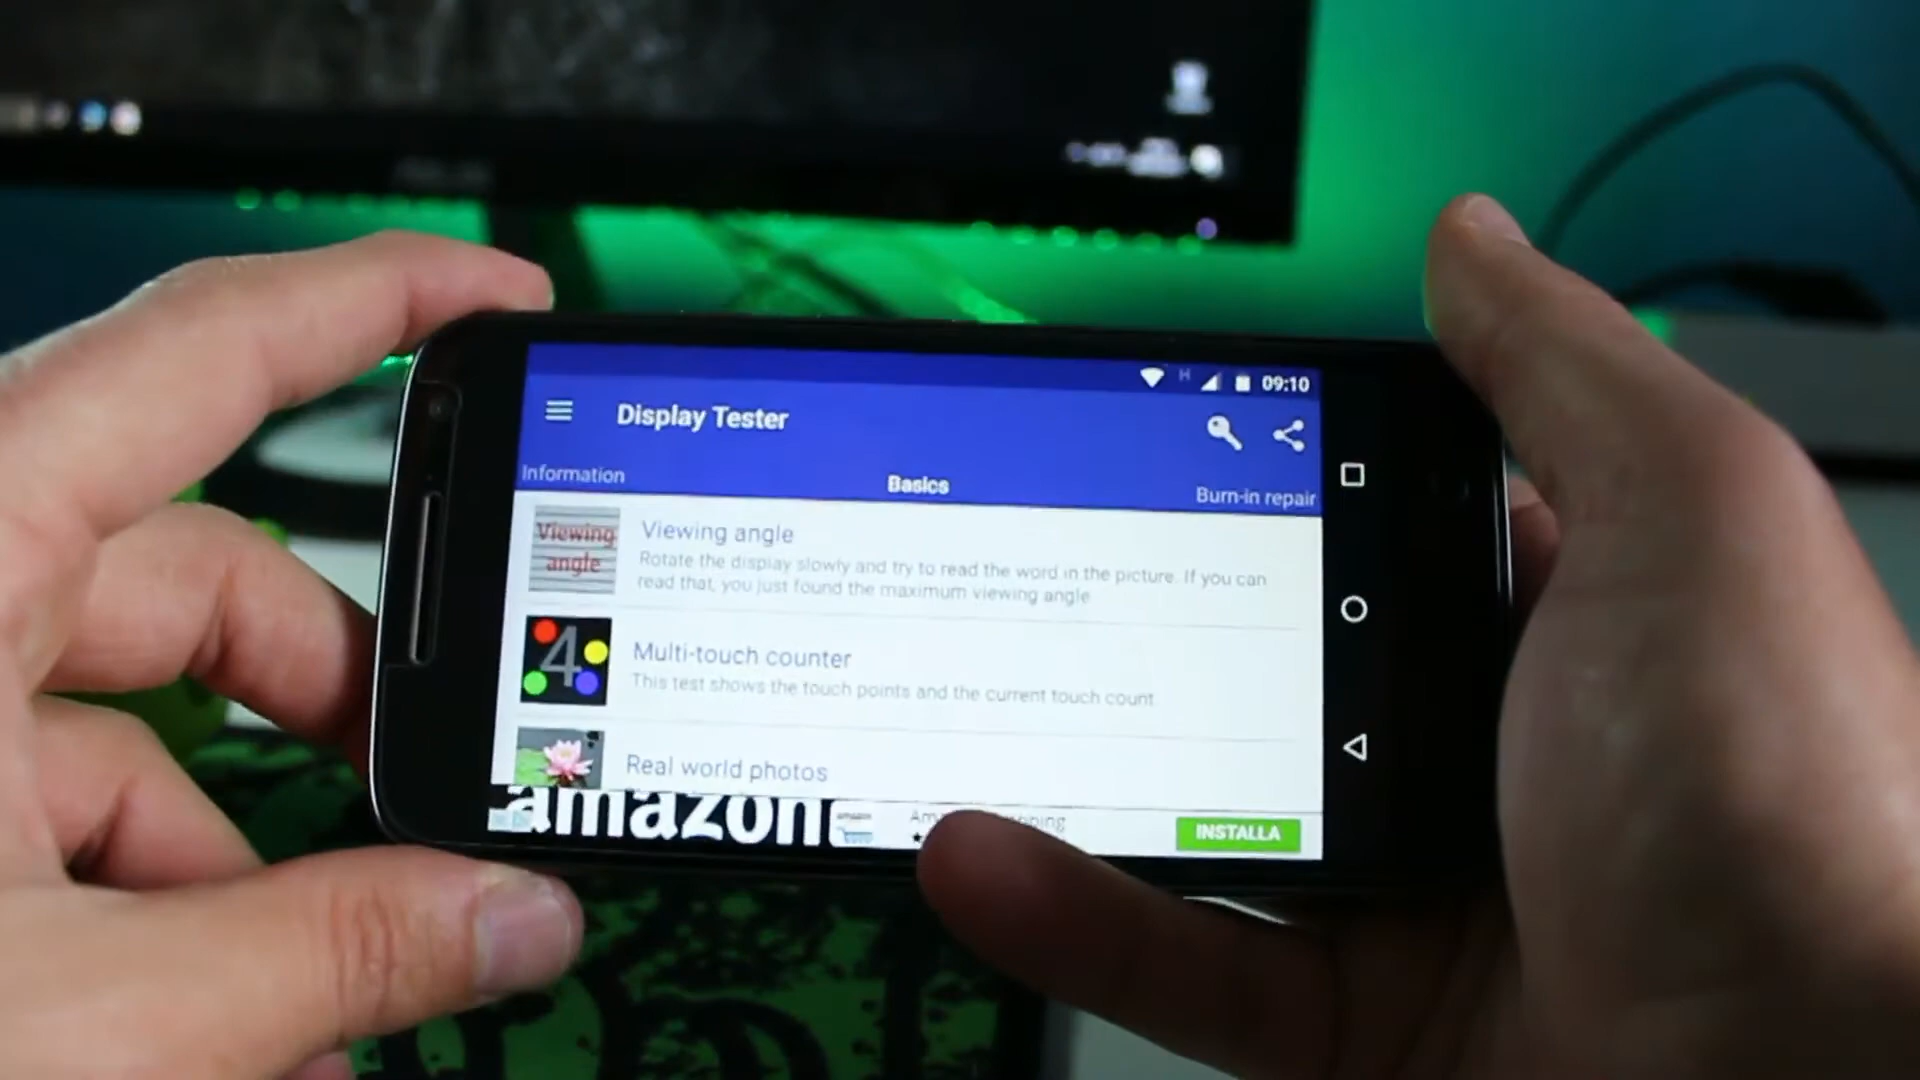 H 09:10
Display Tester
Information Basics Burn-in repair
Viewing angle
Viewing angle
Rotate the display slowly and try to read the word in the picture. If you can
read that, you just found the maximum viewing angle
4
Multi-touch counter
This test shows the touch points and the current touch count.
Real world photos
amazon
amazon
INSTALLA